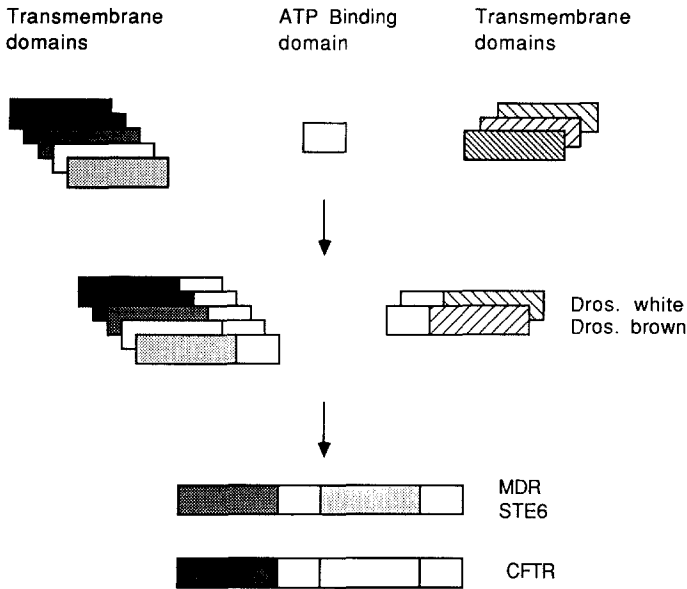 Transmembrane
domains
ATP Binding
domain
Transmembrane
domains
Dros. white
Dros. brown
MDR
STE6
CFTR